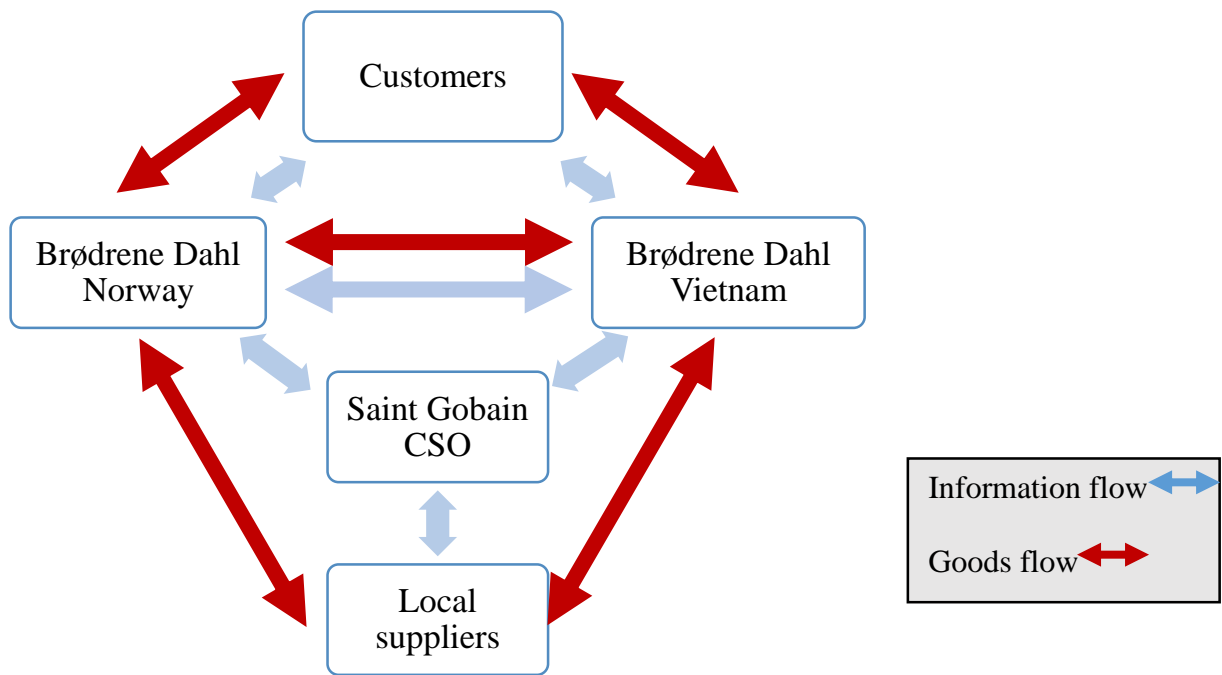 Customers
Brødrene Dahl
Norway
Brødrene Dahl
Vietnam
Saint Gobain
CSO
Local
suppliers
Information flow
Goods flow